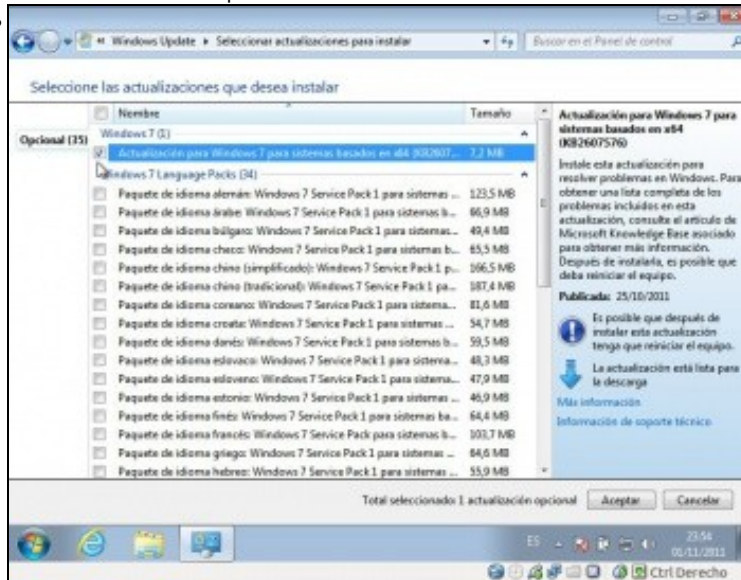 Windows Update
Seleccionar actualizaciones para instalar
Buscar en el Panel de control
Seleccione las actualizaciones que desea instalar
Nombre
Tamaño
Opcional (35)
Windows 7 (1)
Actualización para Windows 7 para sistemas basados en x64 (KB2607... 7,2 MB
Windows 7 Language Packs (34)
Paquete de idioma alemán: Windows 7 Service Pack 1 para sistemas ... 123,5 MB
Paquete de idioma árabe: Windows 7 Service Pack 1 para sistemas b... 66,9 MB
Paquete de idioma búlgaro: Windows 7 Service Pack 1 para sistemas... 49,4 MB
Paquete de idioma checo: Windows 7 Service Pack 1 para sistemas b... 65,5 MB
Paquete de idioma chino (simplificado): Windows 7 Service Pack 1 p... 166,5 MB
Paquete de idioma chino (tradicional): Windows 7 Service Pack 1 pa... 187,4 MB
Paquete de idioma coreano: Windows 7 Service Pack 1 para sistema... 81,6 MB
Paquete de idioma croata: Windows 7 Service Pack 1 para sistemas ... 54,7 MB
Paquete de idioma danés: Windows 7 Service Pack 1 para sistemas b... 59,5 MB
Paquete de idioma eslovaco: Windows 7 Service Pack 1 para sistema... 48,3 MB
Paquete de idioma esloveno: Windows 7 Service Pack 1 para sistema... 47,9 MB
Paquete de idioma estonio: Windows 7 Service Pack 1 para sistemas ... 46,9 MB
Paquete de idioma finés: Windows 7 Service Pack 1 para sistemas ba... 64,4 MB
Paquete de idioma francés: Windows 7 Service Pack para sistemas b... 103,7 MB
Paquete de idioma griego: Windows 7 Service Pack 1 para sistemas ... 64,6 MB
Paquete de idioma hebreo: Windows 7 Service Pack 1 para sistemas ... 55,9 MB
Actualización para Windows 7 para
sistemas basados en x64
(KB2607576)
Instale esta actualización para
resolver problemas en Windows. Para
obtener una lista completa de los
problemas incluidos en esta
actualización, consulte el artículo de
Microsoft Knowledge Base asociado
para obtener más información.
Después de instalarla, es posible que
deba reiniciar el equipo.
Publicada: 25/10/2011
Es posible que después de
instalar esta actualización
tenga que reiniciar el equipo.
La actualización está lista para
la descarga
Más información
Información de soporte técnico
Total seleccionado: 1 actualización opcional
Aceptar
Cancelar
ES
23:54
01/11/2011
Ctrl Derecho